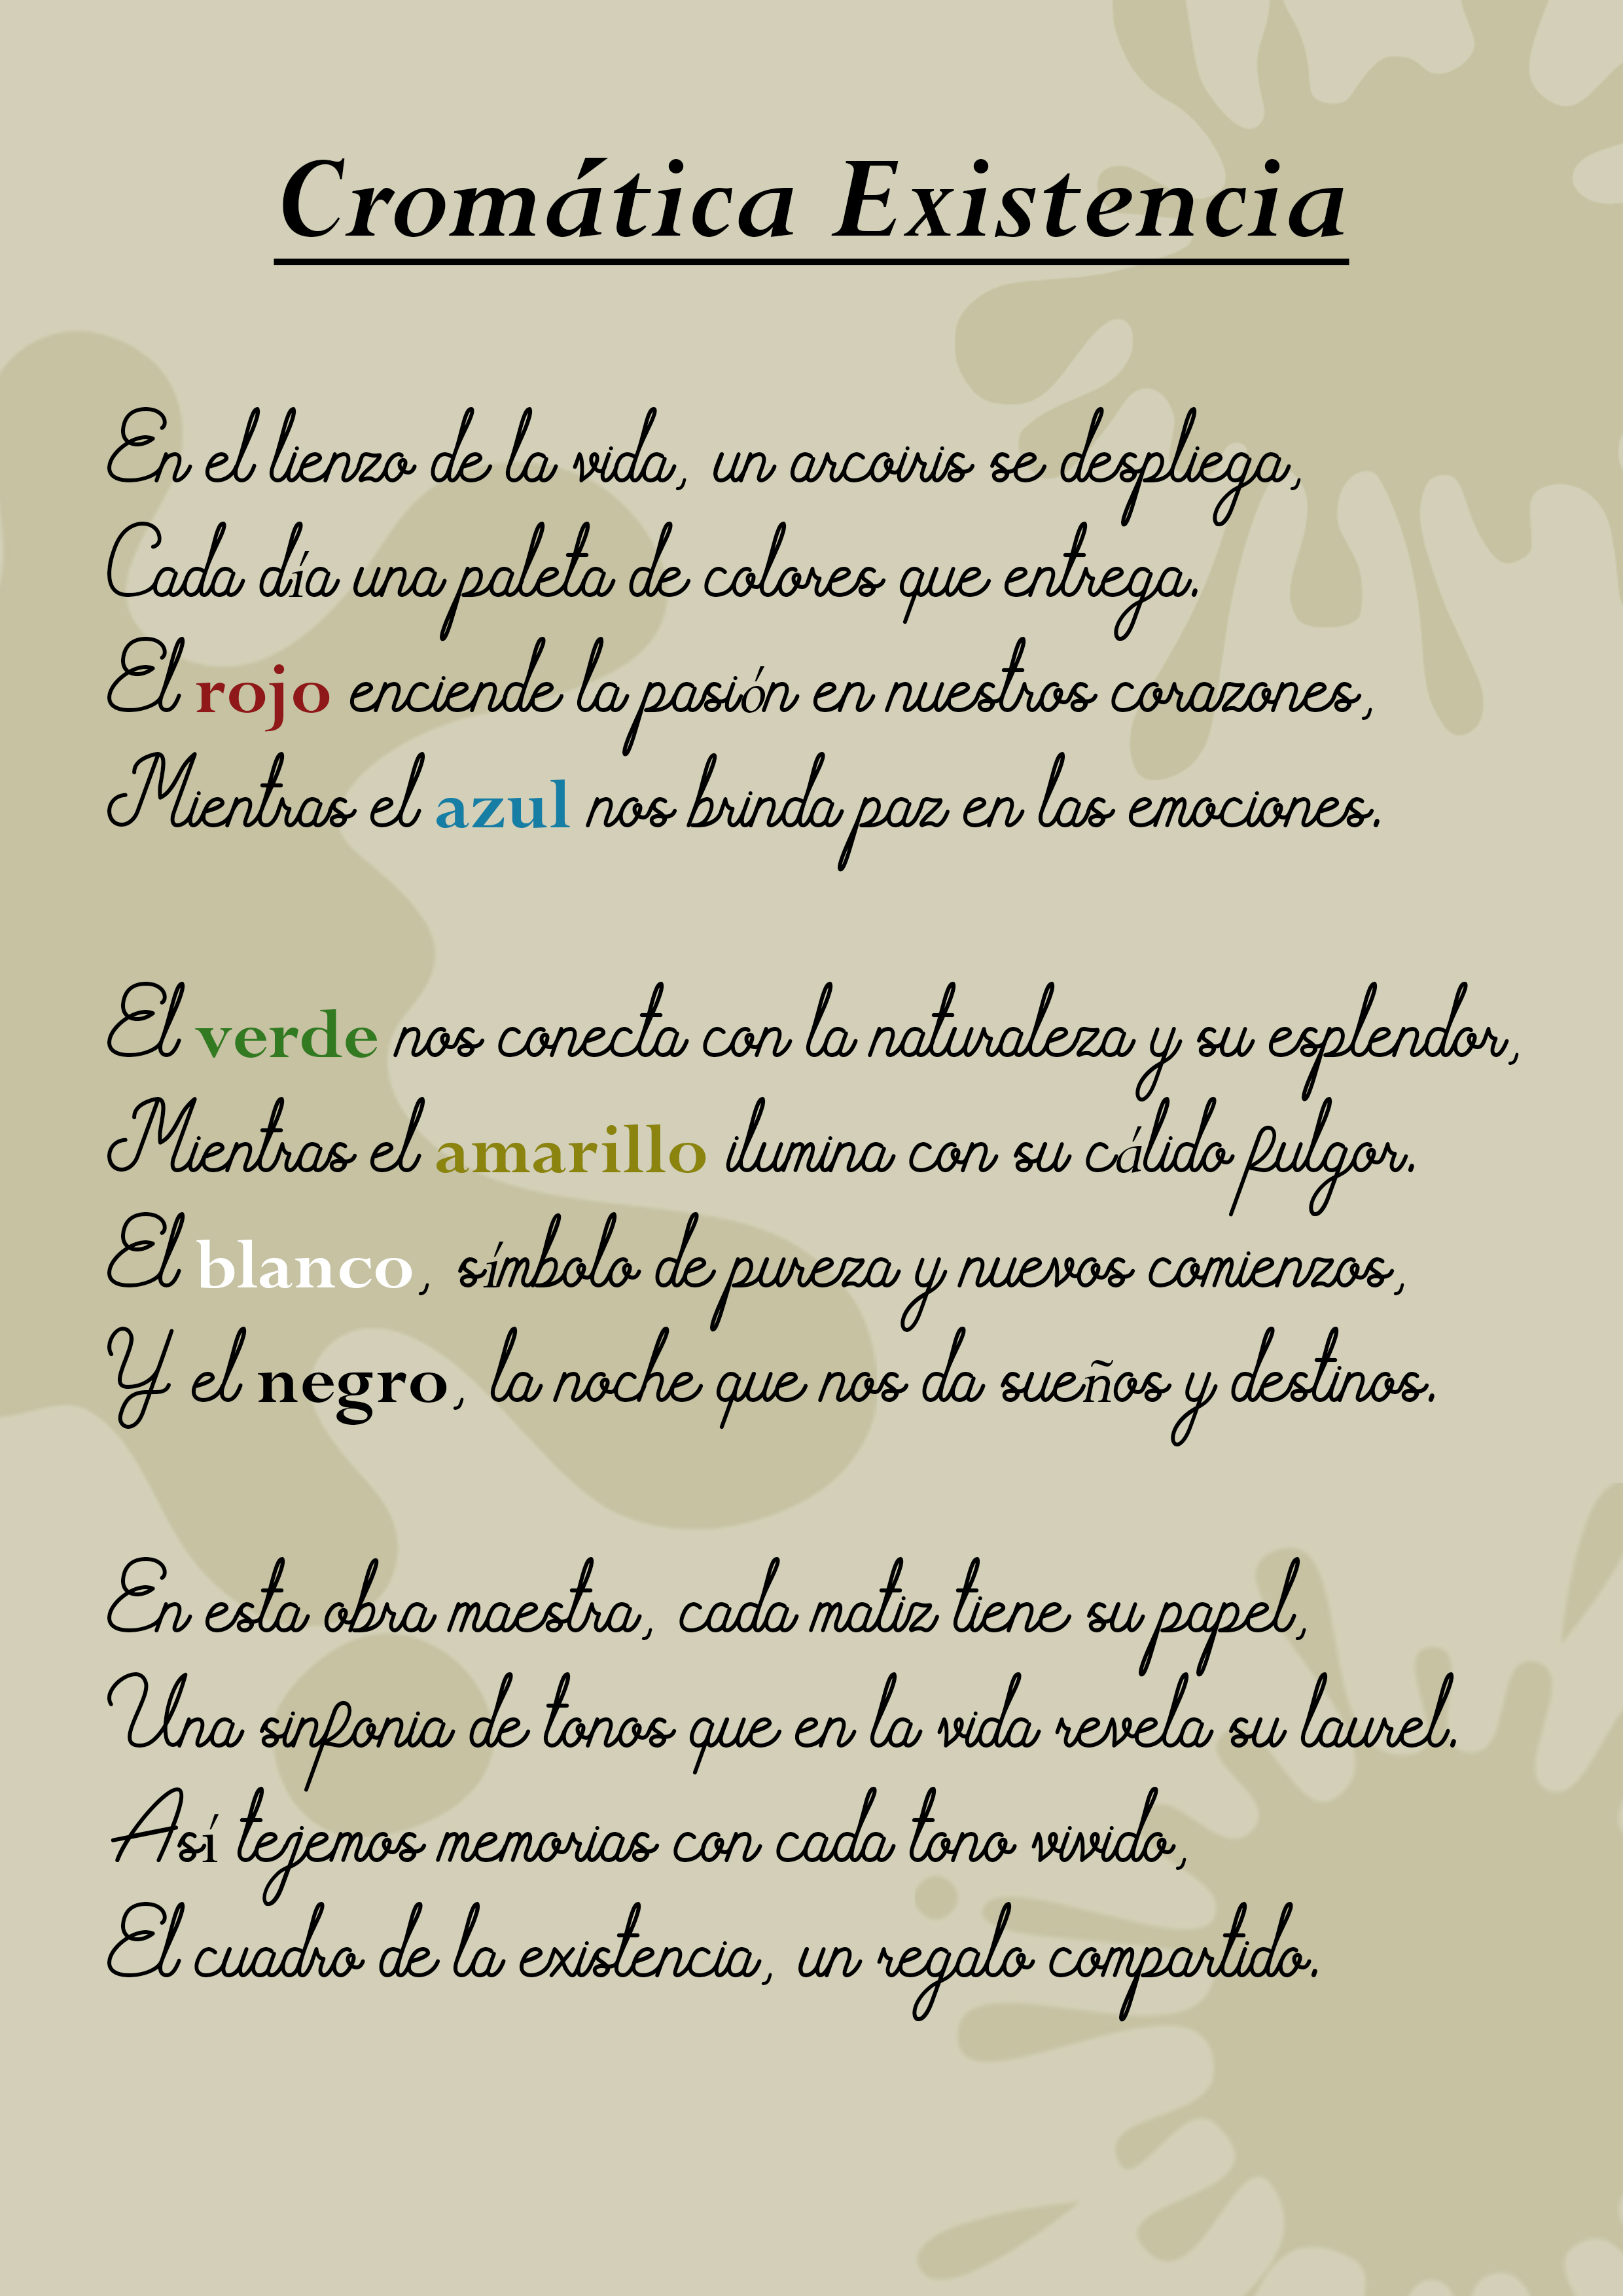 Cromática Existencia
En el lienzo de la vida, un arcoiris se despliega,
Cada día una paleta de colores que entrega.
El rojo enciende la pasión en nuestros corazones,
Mientras el azul nos brinda paz en las emociones.
El verde nos conecta con la naturaleza y su esplendor,
Mientras el amarillo ilumina con su cálido fulgor.
El blanco, símbolo de pureza y nuevos comienzos,
Y el negro, la noche que nos da sueños y destinos.
En esta obra maestra, cada matiz tiene su papel,
Una sinfonia de tonos que en la vida revela su laurel.
Así tejemos memorias con cada tono vivido,
El cuadro de la existencia, un regalo compartido.